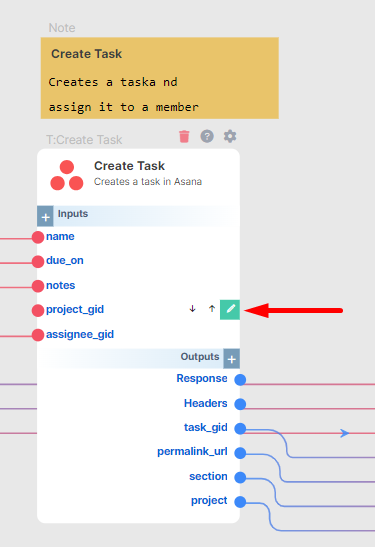 Note
Create Task
Creates a taska nd
assign it to a member
T:Create Task
Create Task
Creates a task in Asana
Inputs
name
due_on
notes
project_gid
assignee_gid
Outputs
Response
Headers
task_gid
permalink_url
section
project